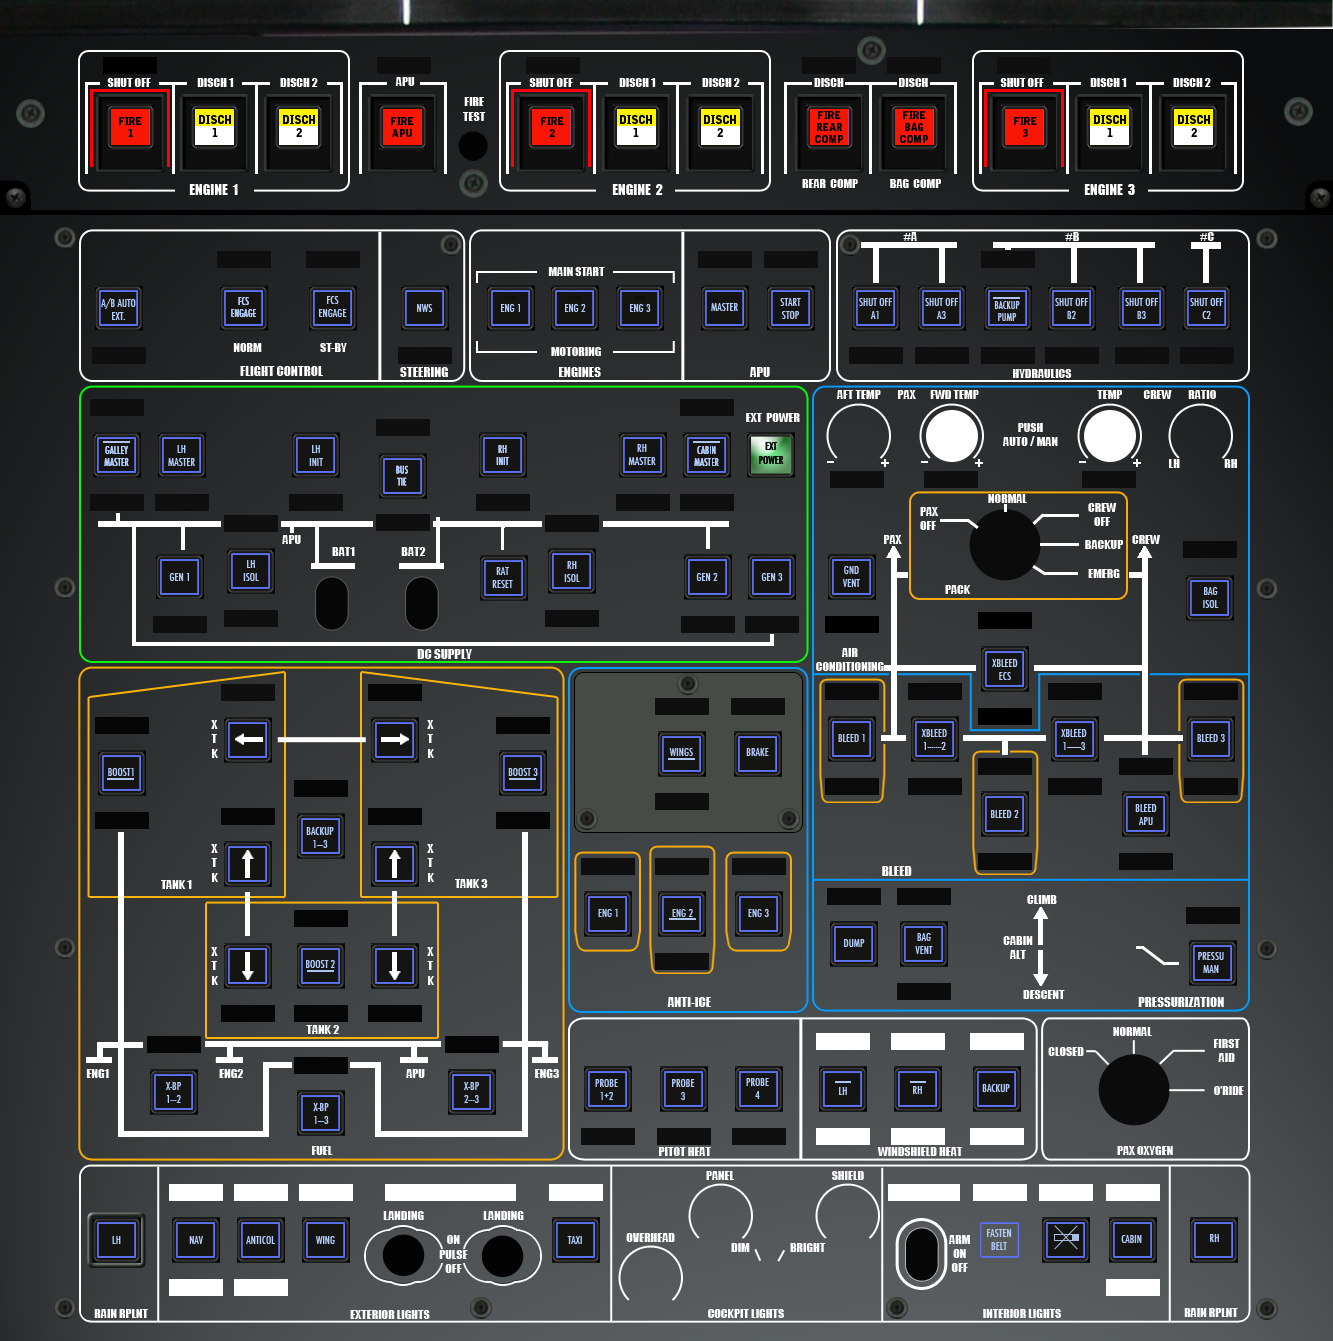 SHUT OFF DISCH 1 DISCH 2
FIRE 1
DISCH 1
DISCH 2
ENGINE 1
APU
FIRE APU
FIRE
TEST
SHUT OFF DISCH 1 DISCH 2
FIRE 2
DISCH 1
DISCH 2
ENGINE 2
DISCH DISCH
FIRE REAR COMP
FIRE BAG COMP
REAR COMP BAG COMP
SHUT OFF DISCH 1 DISCH 2
FIRE 3
DISCH 1
DISCH 2
ENGINE 3
A/B AUTO
EXT.
FCS
ENGAGE
NORM
FCS
ENGAGE
ST-BY
FLIGHT CONTROL
NWS
STEERING
MAIN START
ENG 1 ENG 2 ENG 3
MOTORING
ENGINES
MASTER
START
STOP
APU
#A #B #C
SHUT OFF
A1
SHUT OFF
A3
BACKUP
PUMP
SHUT OFF
B2
SHUT OFF
B3
SHUT OFF
C2
HYDRAULICS
GALLEY
MASTER
LH
MASTER
LH
INIT
BUS
TIE
RH
INIT
RH
MASTER
CABIN
MASTER
EXT POWER
EXT
POWER
APU
BAT1 BAT2
GEN 1
LH
ISOL
RAT
RESET
RH
ISOL
GEN 2
GEN 3
DC SUPPLY
AFT TEMP PAX FWD TEMP
PUSH
AUTO / MAN
TEMP CREW RATIO
- +
- +
- +
LH RH
NORMAL
PAX
OFF
CREW
OFF
BACKUP
EMERG
PACK
PAX
CREW
GND
VENT
BAG
ISOL
AIR
CONDITIONING
XBLEED
ECS
BLEED 1
XBLEED
1------2
XBLEED
1-----3
BLEED 3
BLEED 2
BLEED
APU
BLEED
X
T
K
X
T
K
BOOST1
BOOST 3
BACKUP
1--3
X
T
K
X
T
K
TANK 1
TANK 3
X
T
K
BOOST 2
X
T
K
TANK 2
ENG1 ENG2 APU ENG3
X-BP
1--2
X-BP
1--3
X-BP
2--3
FUEL
WINGS
BRAKE
ENG 1
ENG 2
ENG 3
ANTI-ICE
DUMP
BAG
VENT
CLIMB
CABIN
ALT
DESCENT
PRESSU
MAN
PRESSURIZATION
PROBE
1+2
PROBE
3
PROBE
4
PITOT HEAT
LH
RH
BACKUP
WINDSHIELD HEAT
NORMAL
CLOSED
FIRST
AID
O'RIDE
PAX OXYGEN
LH
RAIN RPLNT
NAV
ANTICOL
WING
LANDING LANDING
ON
PULSE
OFF
TAXI
EXTERIOR LIGHTS
PANEL
SHIELD
OVERHEAD
DIM BRIGHT
COCKPIT LIGHTS
ARM
ON
OFF
FASTEN
BELT
CABIN
INTERIOR LIGHTS
RH
RAIN RPLNT